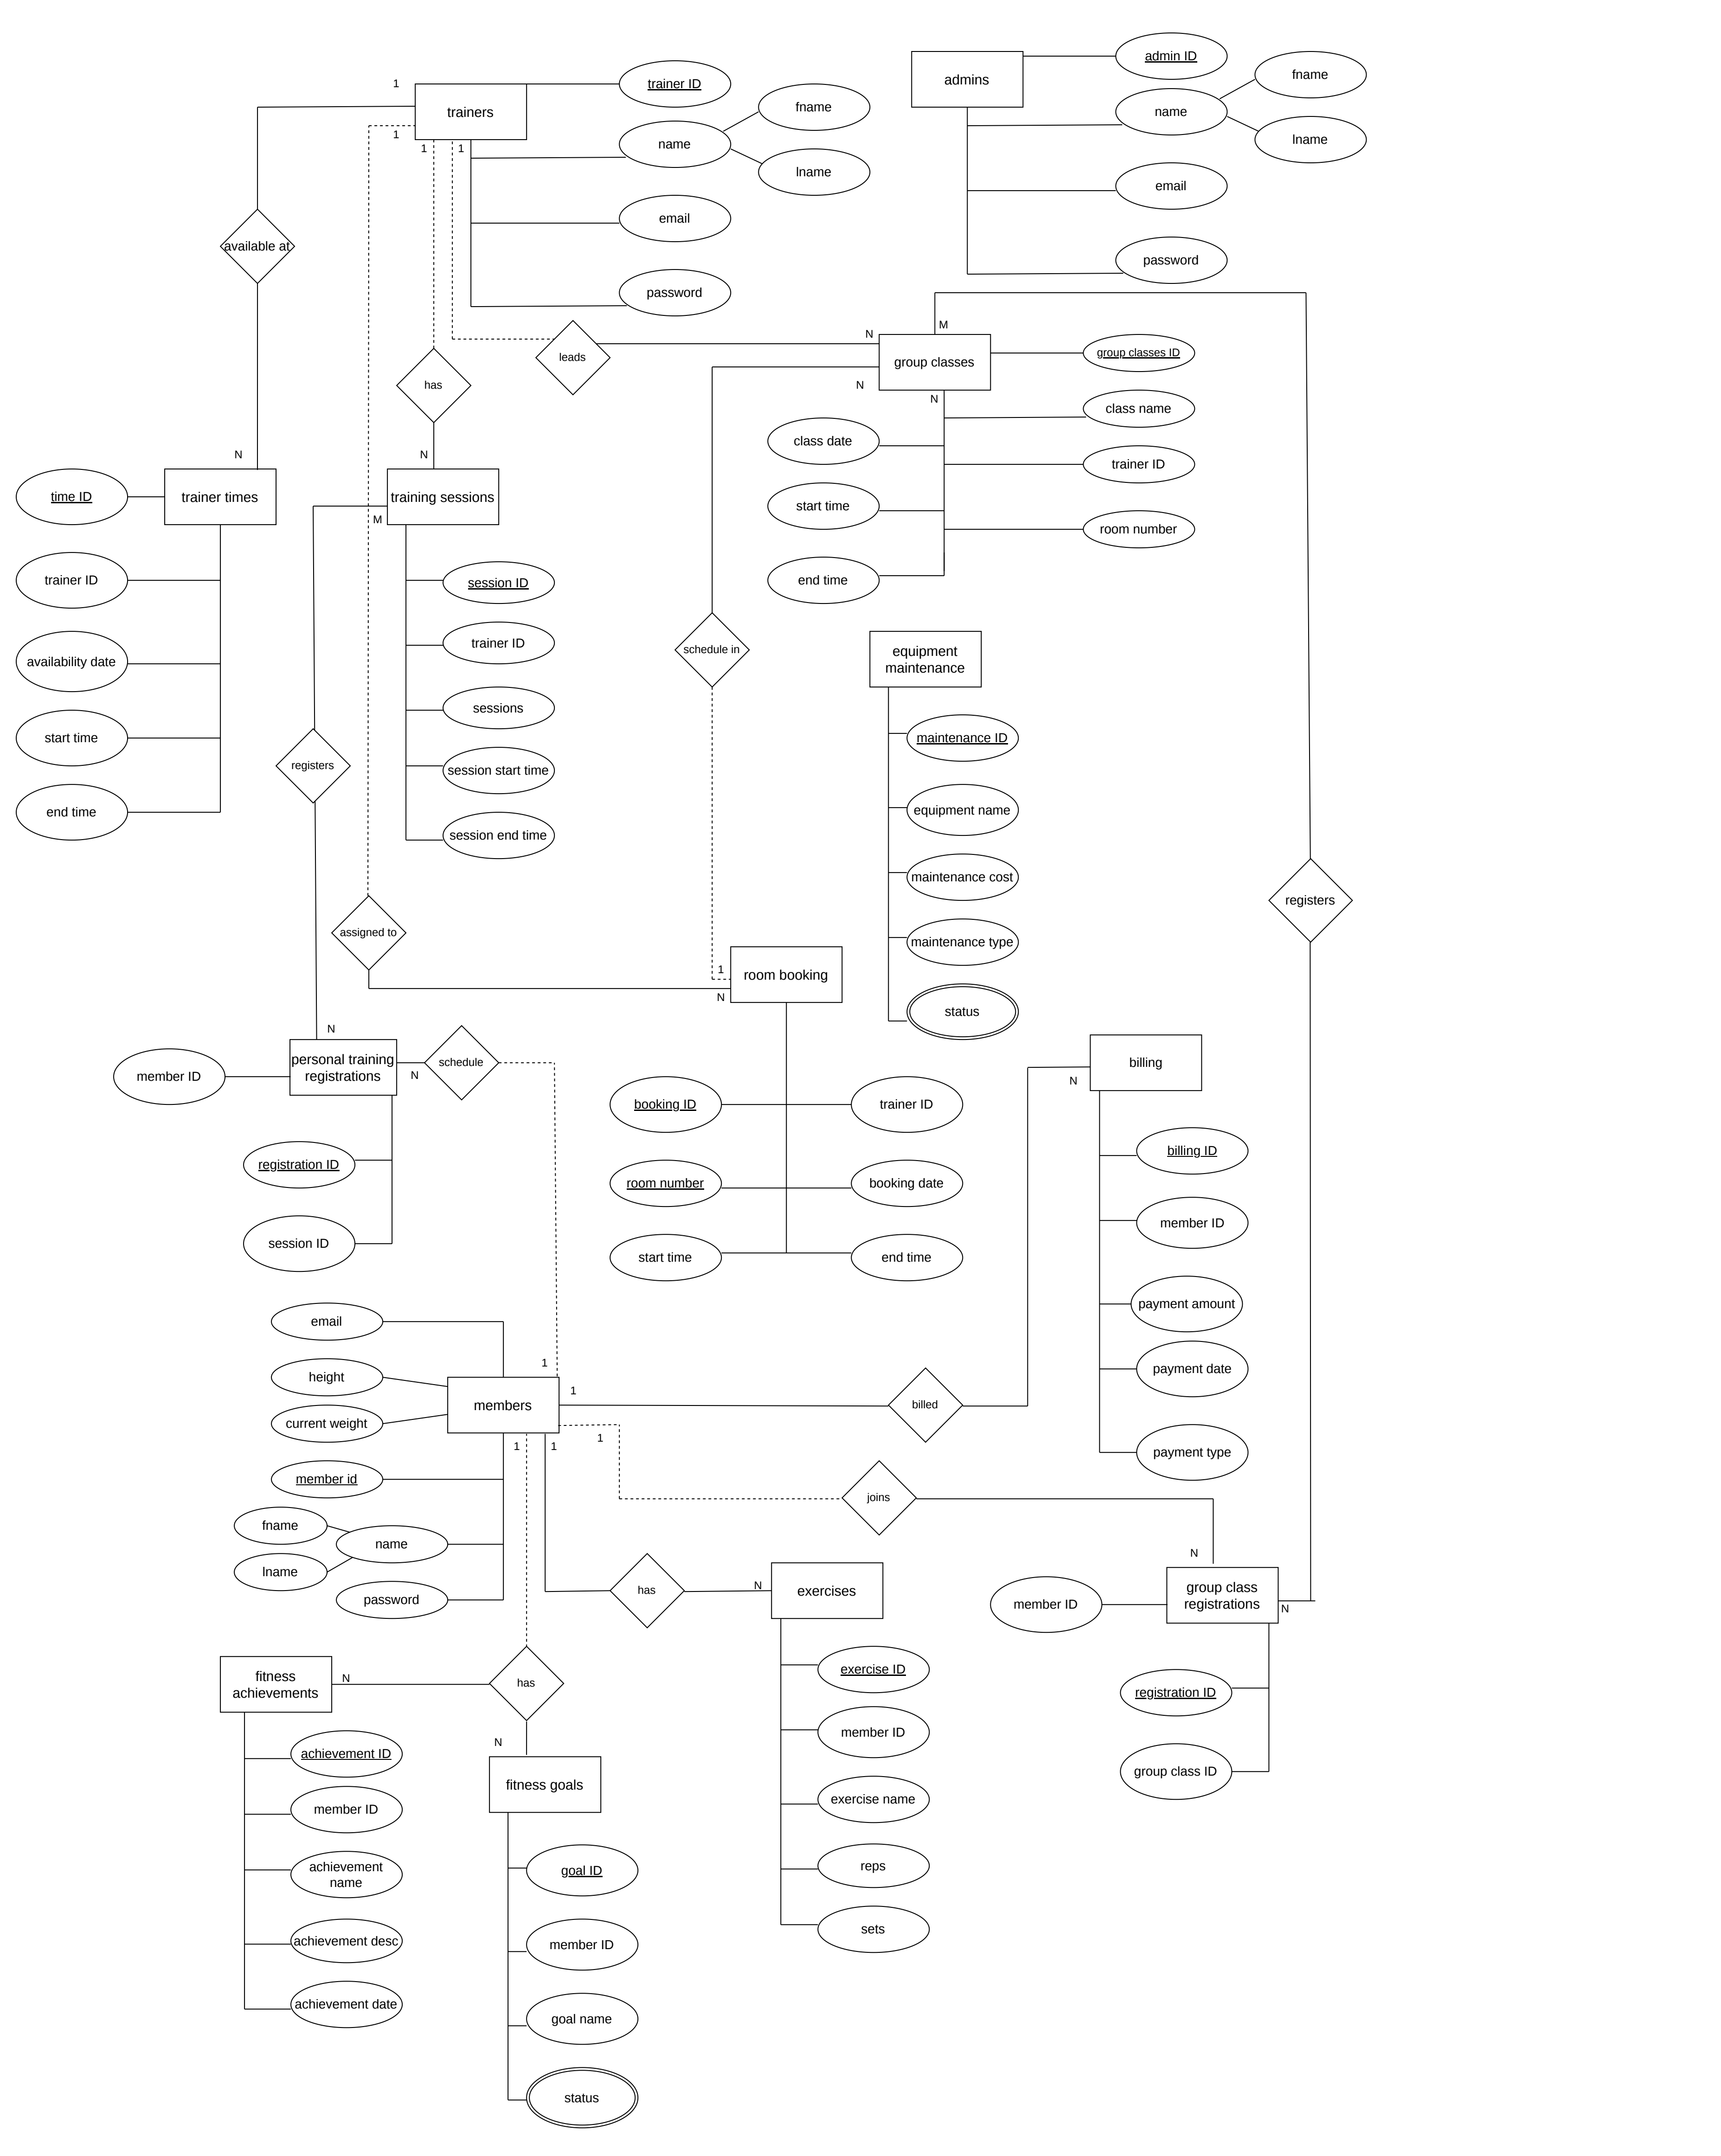 admin ID
fname
admins
trainer ID
1
trainers
fname
name
lname
1
1
1
name
lname
email
email
available at
password
password
M
N
leads
group classes
group classes ID
has
N
N
class name
class date
N
N
trainer ID
time ID
trainer times
training sessions
start time
M
room number
trainer ID
session ID
end time
trainer ID
schedule in
equipment
maintenance
availability date
sessions
start time
maintenance ID
registers
session start time
end time
equipment name
session end time
maintenance cost
registers
assigned to
maintenance type
1
room booking
N
status
N
personal training
registrations
schedule
billing
member ID
N
N
booking ID
trainer ID
registration ID
billing ID
room number
booking date
member ID
session ID
start time
end time
payment amount
email
1
payment date
height
1
members
billed
current weight
1
1
1
payment type
member id
joins
fname
name
N
lname
has
N
exercises
group class
registrations
password
member ID
N
fitness
achievements
N
has
exercise ID
registration ID
member ID
N
achievement ID
fitness goals
group class ID
member ID
exercise name
achievement
name
goal ID
reps
achievement desc
member ID
sets
achievement date
goal name
status